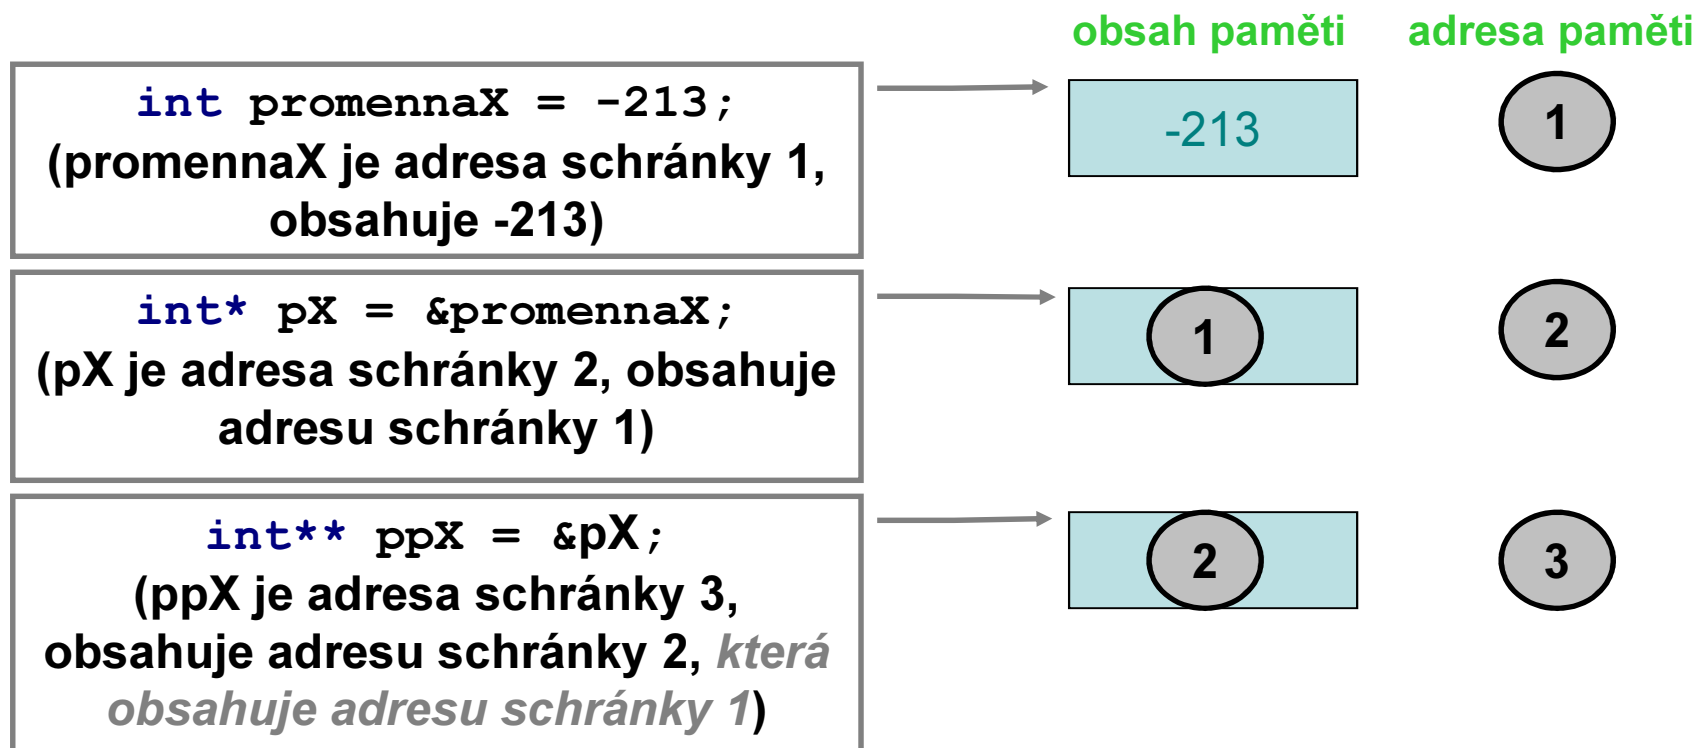 obsah paměti adresa paměti
int promennaX = -213;
(promennaX je adresa schránky 1,
obsahuje -213)
-213
1
int* pX = &promennaX;
(pX je adresa schránky 2, obsahuje
adresu schránky 1)
1
2
int** ppX = &pX;
(ppX je adresa schránky 3,
obsahuje adresu schránky 2, která
obsahuje adresu schránky 1)
2
3